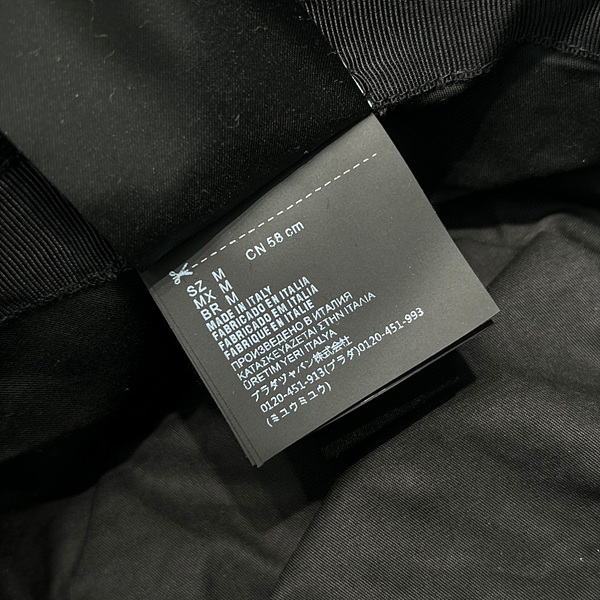 CN 58 cm
SZ M
MX M
BR M
MADE IN ITALY
FABRICADO EN ITALIA
FABRICADO EM ITÁLIA
FABRIQUÉ EN ITALIE
ПРОИЗВЕДЕНО В ИТАЛИЯ
ΚΑΤΑΣΚΕΥΑΖΕΤΑΙ ΣΤΗΝ ΙΤΑΛΙΑ
ÜRETIM YERI ITALYA
プラダジャパン株式会社
0120-451-913(プラダ)0120-451-993
(ミュウミュウ)